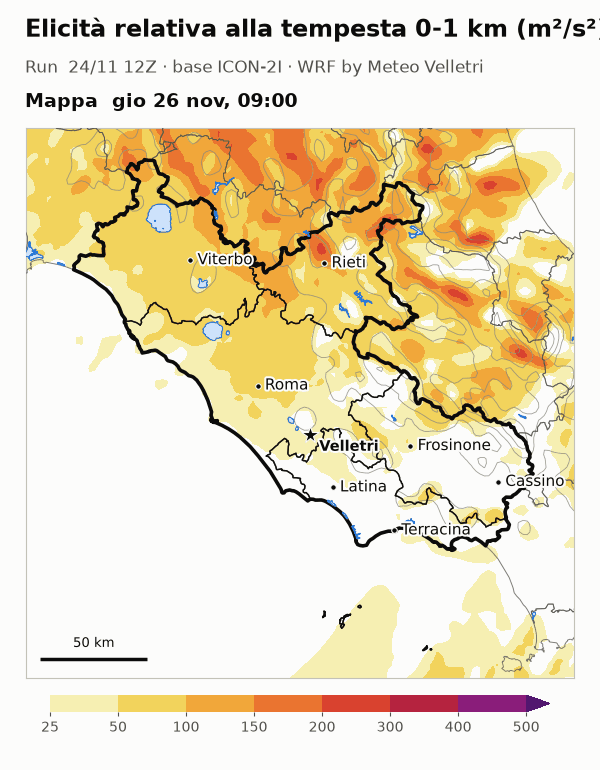 Elicità relativa alla tempesta 0-1 km (m²/s²)
Run 24/11 12Z · base ICON-2I · WRF by Meteo Velletri
Mappa gio 26 nov, 09:00
Viterbo
Rieti
Roma
Velletri
Frosinone
Cassino
Latina
Terracina
50 km
25 50 100 150 200 300 400 500